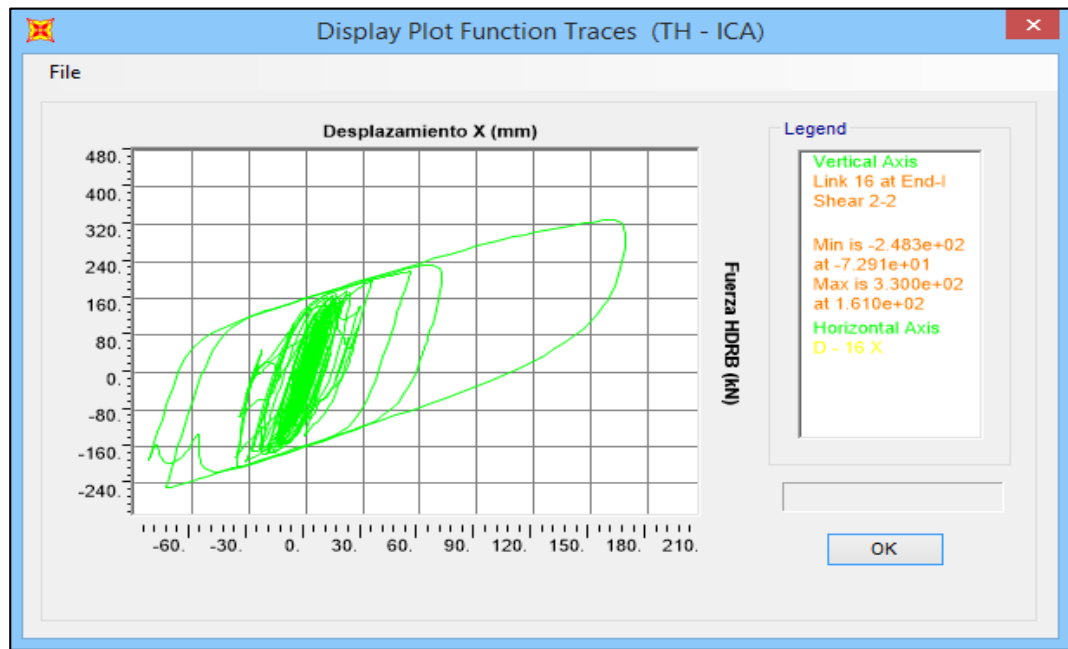 Display Plot Function Traces (TH - ICA)
File
Desplazamiento X (mm)
480.
400.
320.
240.
160.
80.
0.
-80.
-160.
-240.
-60. -30. 0. 30. 60. 90. 120. 150. 180. 210.
Fuerza HDRB (kN)
Legend
Vertical Axis
Link 16 at End-I
Shear 2-2
Min is -2.483e+02
at -7.291e+01
Max is 3.300e+02
at 1.610e+02
Horizontal Axis
D - 16 X
OK